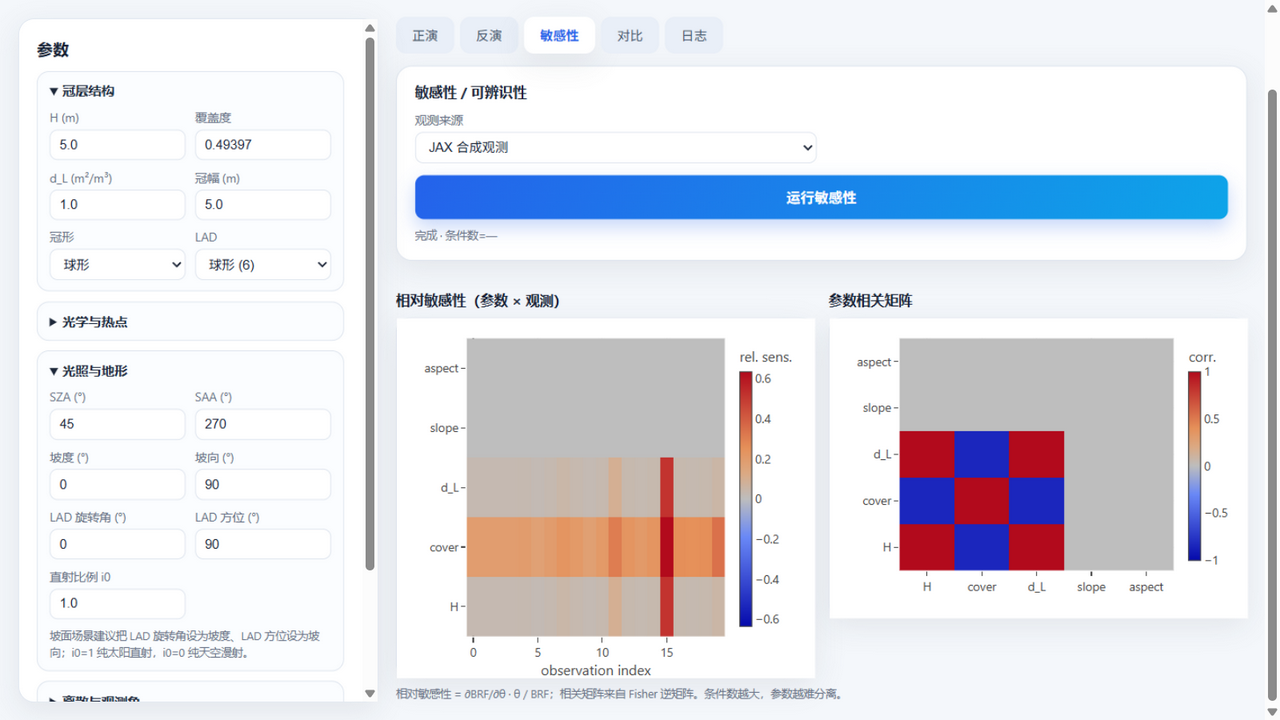 参数
▼ 冠层结构
H (m)
覆盖度
5.0
0.49397
d_L (m²/m³)
冠幅 (m)
1.0
5.0
冠形
LAD
球形
球形 (6)
▶ 光学与热点
▼ 光照与地形
SZA (°)
SAA (°)
45
270
坡度 (°)
坡向 (°)
0
90
LAD 旋转角 (°)
LAD 方位 (°)
0
90
直射比例 i0
1.0
坡面场景建议把 LAD 旋转角设为坡度、LAD 方位设为坡
向；i0=1 纯太阳直射，i0=0 纯天空漫射。
正演
反演
敏感性
对比
日志
敏感性 / 可辨识性
观测来源
JAX 合成观测
运行敏感性
完成 · 条件数=—
相对敏感性（参数 × 观测）
aspect
slope
d_L
cover
H
0
5
10
15
observation index
rel. sens.
0.6
0.4
0.2
0
−0.2
−0.4
−0.6
参数相关矩阵
aspect
slope
d_L
cover
H
H
cover
d_L
slope
aspect
corr.
1
0.5
0
−0.5
−1
相对敏感性 = ∂BRF/∂θ · θ / BRF；相关矩阵来自 Fisher 逆矩阵。条件数越大，参数越难分离。